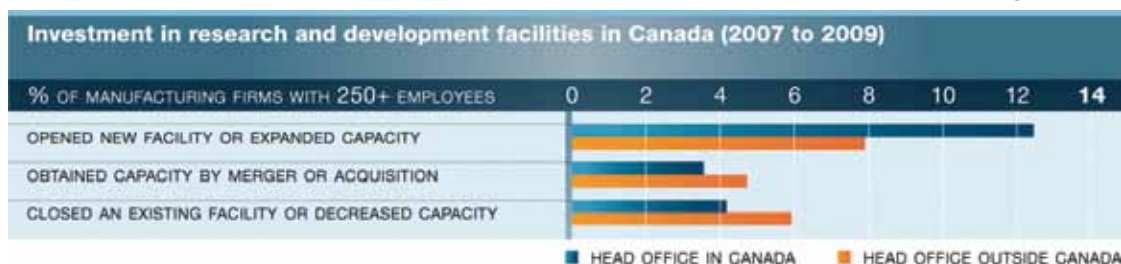 Investment in research and development facilities in Canada (2007 to 2009)
% OF MANUFACTURING FIRMS WITH 250+ EMPLOYEES 0 2 4 6 8 10 12 14
OPENED NEW FACILITY OR EXPANDED CAPACITY
OBTAINED CAPACITY BY MERGER OR ACQUISITION
CLOSED AN EXISTING FACILITY OR DECREASED CAPACITY
HEAD OFFICE IN CANADA HEAD OFFICE OUTSIDE CANADA